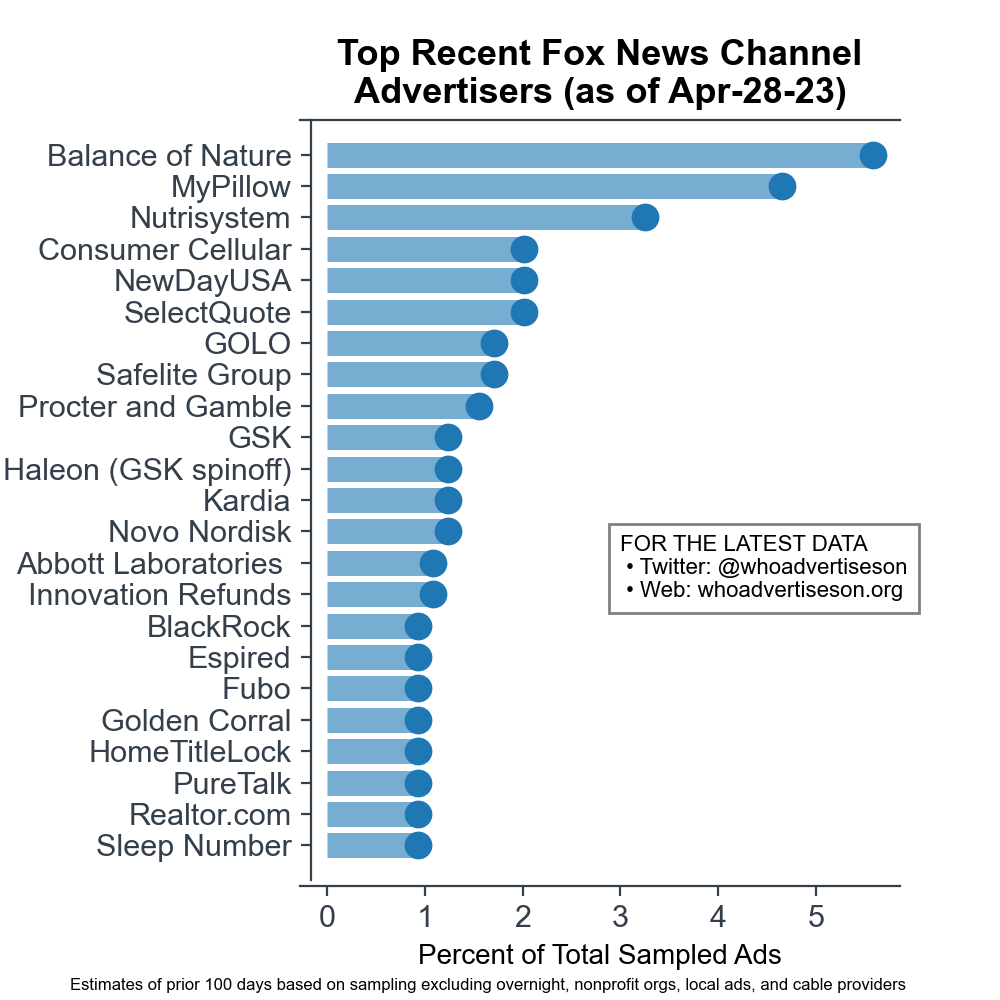 Top Recent Fox News Channel
Advertisers (as of Apr-28-23)
Balance of Nature
MyPillow
Nutrisystem
Consumer Cellular
NewDayUSA
SelectQuote
GOLO
Safelite Group
Procter and Gamble
GSK
Haleon (GSK spinoff)
Kardia
Novo Nordisk
Abbott Laboratories
Innovation Refunds
BlackRock
Espired
Fubo
Golden Corral
HomeTitleLock
PureTalk
Realtor.com
Sleep Number
FOR THE LATEST DATA
• Twitter: @whoadvertiseson
• Web: whoadvertiseson.org
0 1 2 3 4 5
Percent of Total Sampled Ads
Estimates of prior 100 days based on sampling excluding overnight, nonprofit orgs, local ads, and cable providers